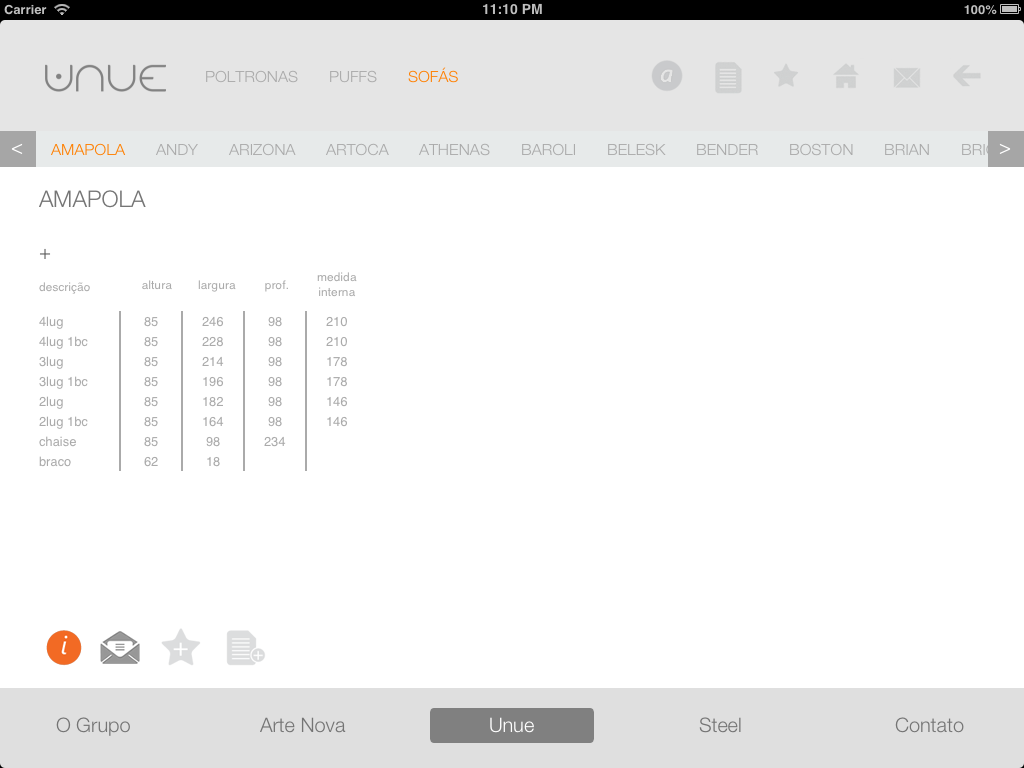 Carrier 11:10 PM 100%
UNUE POLTRONAS PUFFS SOFÁS a
< AMAPOLA ANDY ARIZONA ARTOCA ATHENAS BAROLI BELESK BENDER BOSTON BRIAN >
AMAPOLA
+
descrição altura largura prof. medida interna
4lug 85 246 98 210
4lug 1bc 85 228 98 210
3lug 85 214 98 178
3lug 1bc 85 196 98 178
2lug 85 182 98 146
2lug 1bc 85 164 98 146
chaise 85 98 234
braco 62 18
i
O Grupo Arte Nova Unue Steel Contato